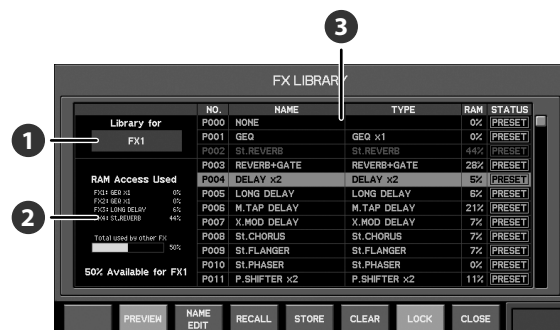 3
FX LIBRARY
NO. NAME TYPE RAM STATUS
Library for
1
FX1
P000 NONE 0% PRESET
P001 GEQ GEQ x1 0% PRESET
P002 St.REVERB St.REVERB 44% PRESET
P003 REVERB+GATE REVERB+GATE 28% PRESET
P004 DELAY x2 DELAY x2 5% PRESET
P005 LONG DELAY LONG DELAY 6% PRESET
P006 M.TAP DELAY M.TAP DELAY 21% PRESET
P007 X.MOD DELAY X.MOD DELAY 7% PRESET
P008 St.CHORUS St.CHORUS 7% PRESET
P009 St.FLANGER St.FLANGER 7% PRESET
P010 St.PHASER St.PHASER 0% PRESET
P011 P.SHIFTER x2 P.SHIFTER x2 11% PRESET
RAM Access Used
FX1: GEQ X1 0%
FX2: GEQ X1 0%
FX3: LONG DELAY 6%
2
FX4: St.REVERB 44%
Total used by other FX
50%
50% Available for FX1
PREVIEW NAME EDIT RECALL STORE CLEAR LOCK CLOSE